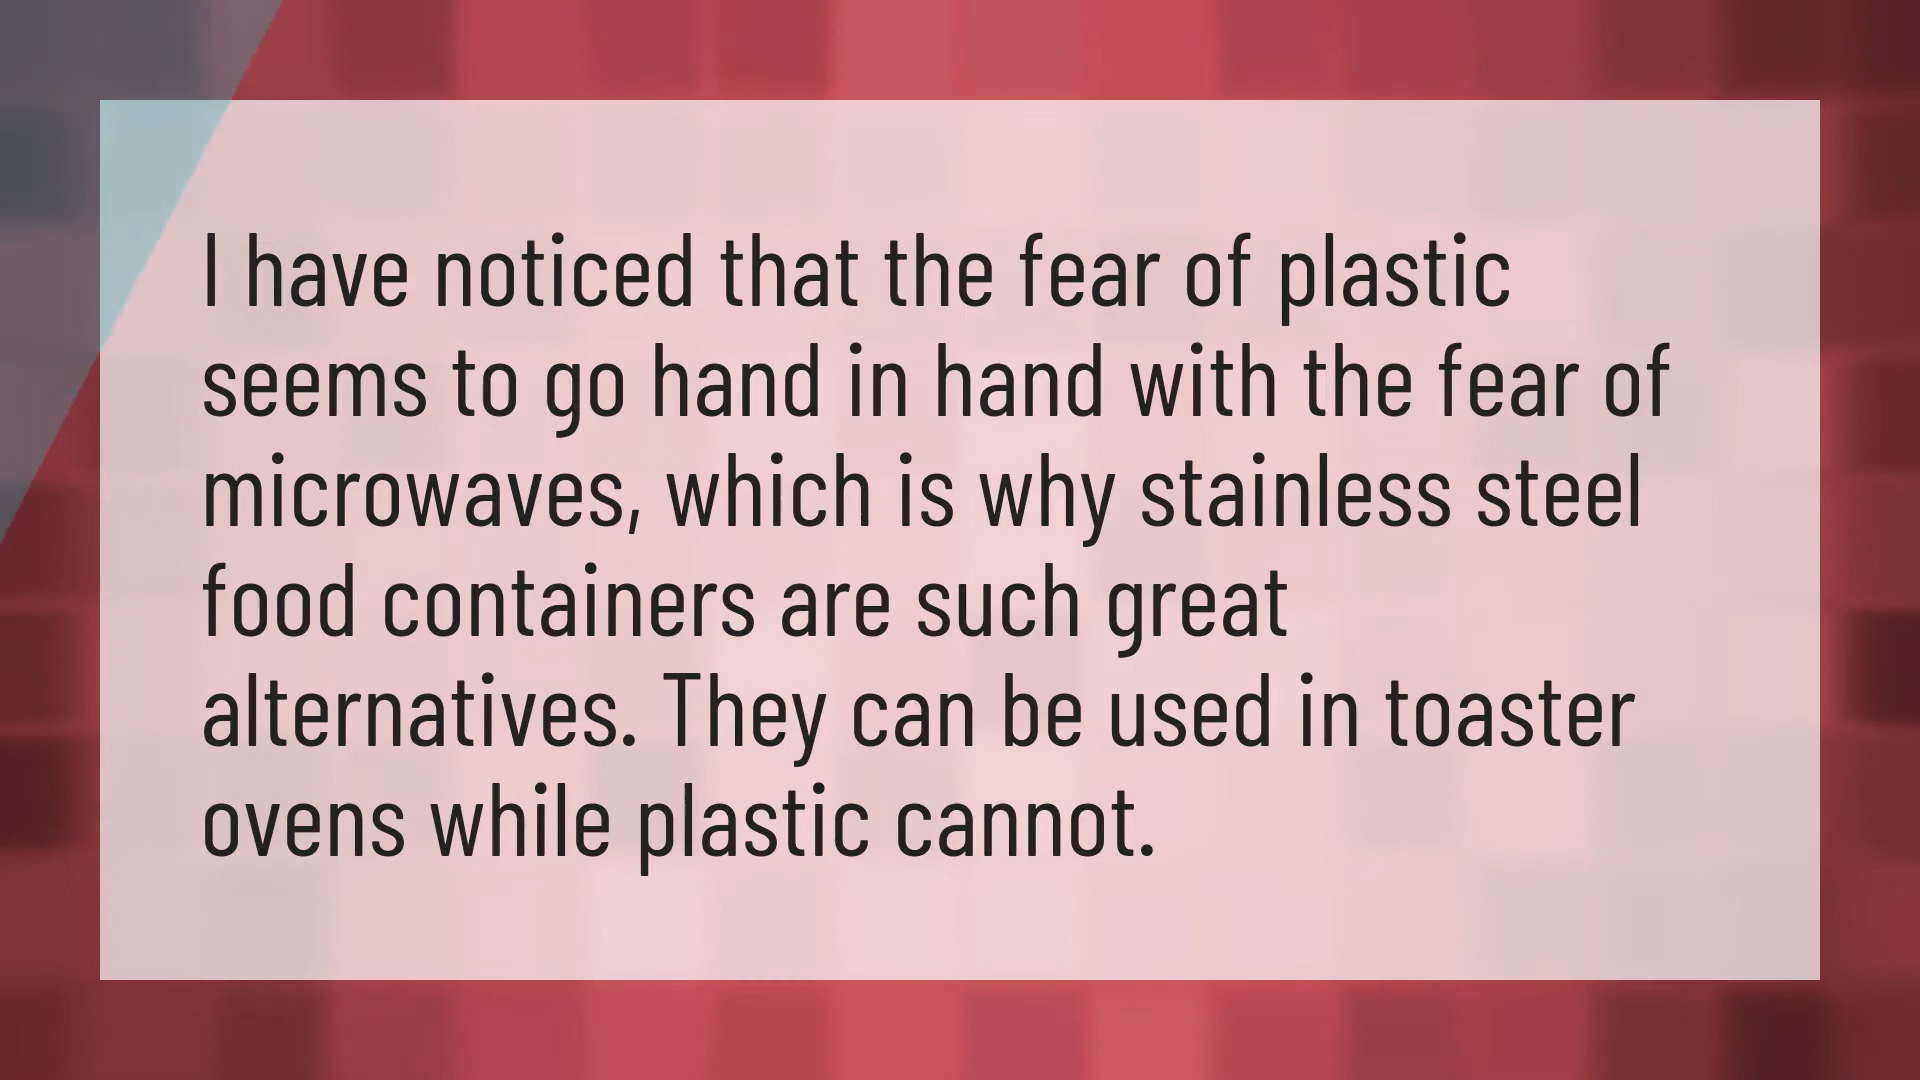 I have noticed that the fear of plastic
seems to go hand in hand with the fear of
microwaves, which is why stainless steel
food containers are such great
alternatives. They can be used in toaster
ovens while plastic cannot.